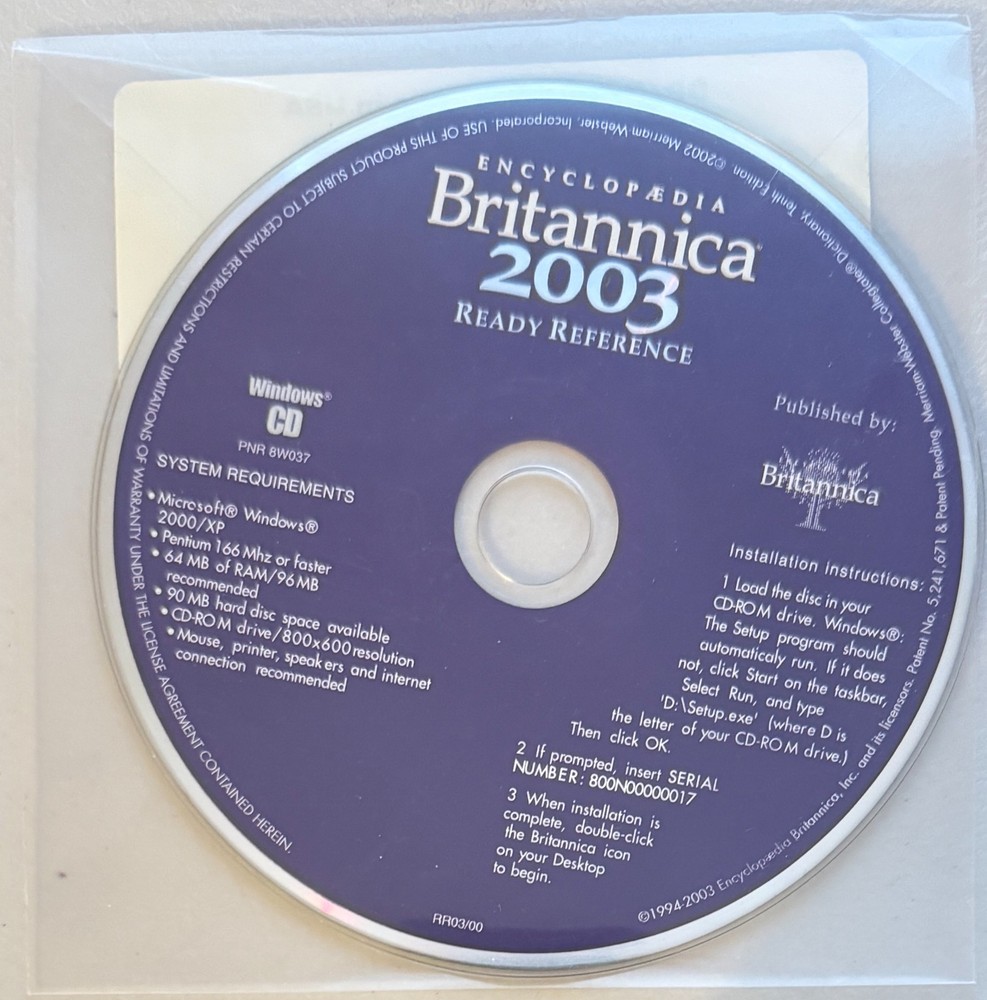 ENCYCLOPÆDIA
Britannica®
2003
READY REFERENCE
Windows®
CD
PNR 8W037
SYSTEM REQUIREMENTS
• Microsoft® Windows®
2000/XP
• Pentium 166 Mhz or faster
• 64 MB of RAM/96MB
recommended
• 90 MB hard disc space available
• CD-ROM drive/800x600 resolution
• Mouse, printer, speakers and internet
connection recommended
Published by:
Britannica
Installation instructions:
1 Load the disc in your
CD-ROM drive. Windows®:
The Setup program should
automaticaly run. If it does
not, click Start on the taskbar,
Select Run, and type
'D:\Setup.exe' (where D is
the letter of your CD-ROM drive.)
Then click OK.
2 If prompted, insert SERIAL
NUMBER: 800N00000017
3 When installation is
complete, double-click
the Britannica icon
on your Desktop
to begin.
RR03/00
©1994-2003 Encyclopædia Britannica, Inc. and its licensors. Patent No. 5,241,671 & Patent Pending. Merriam-Webster Collegiate® Dictionary, Tenth Edition. ©2002 Merriam Webster, Incorporated. USE OF THIS PRODUCT SUBJECT TO CERTAIN RESTRICTIONS AND LIMITATIONS OF WARRANTY UNDER THE LICENSE AGREEMENT CONTAINED HEREIN.